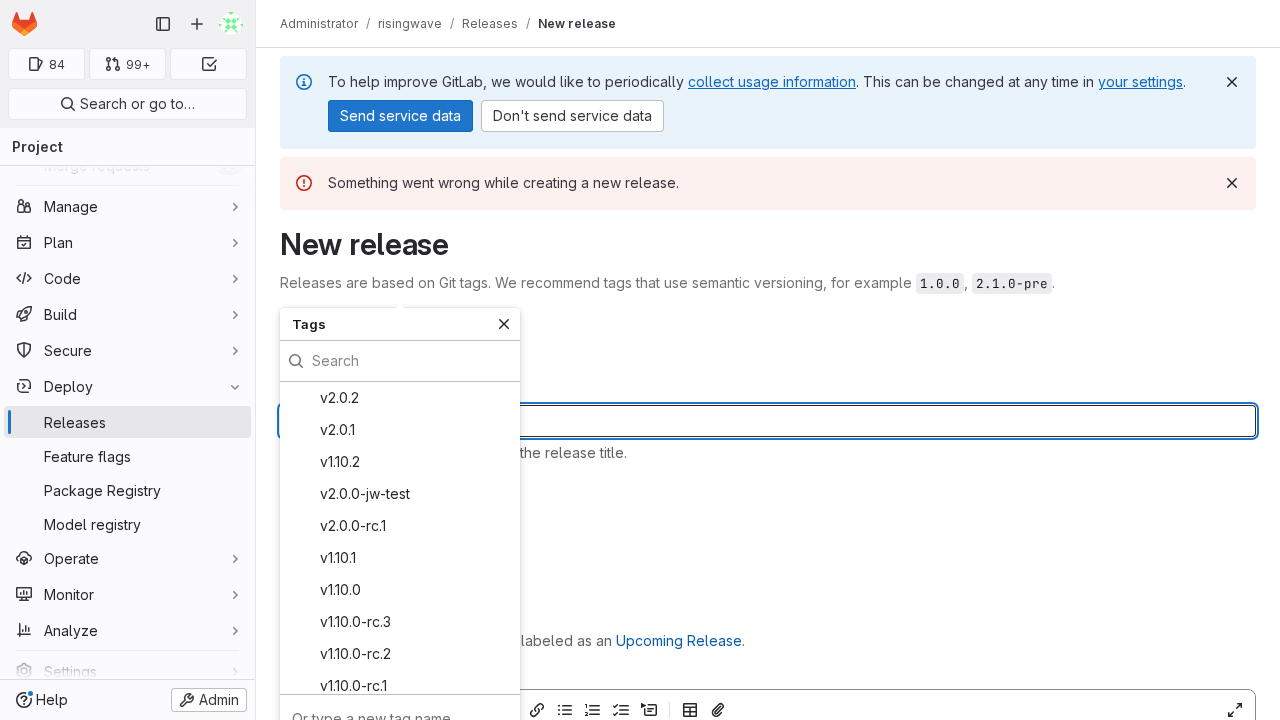 Administrator / risingwave / Releases / New release
84
99+
Search or go to…
Project
Merge requests
Manage
Plan
Code
Build
Secure
Deploy
Releases
Feature flags
Package Registry
Model registry
Operate
Monitor
Analyze
Settings
Help
Admin
To help improve GitLab, we would like to periodically collect usage information. This can be changed at any time in your settings.
Send service data
Don't send service data
Something went wrong while creating a new release.
New release
Releases are based on Git tags. We recommend tags that use semantic versioning, for example 1.0.0, 2.1.0-pre.
Tags
Search
v2.0.2
v2.0.1
v1.10.2
v2.0.0-jw-test
v2.0.0-rc.1
v1.10.1
v1.10.0
v1.10.0-rc.3
v1.10.0-rc.2
v1.10.0-rc.1
Or type a new tag name
the release title.
labeled as an Upcoming Release.